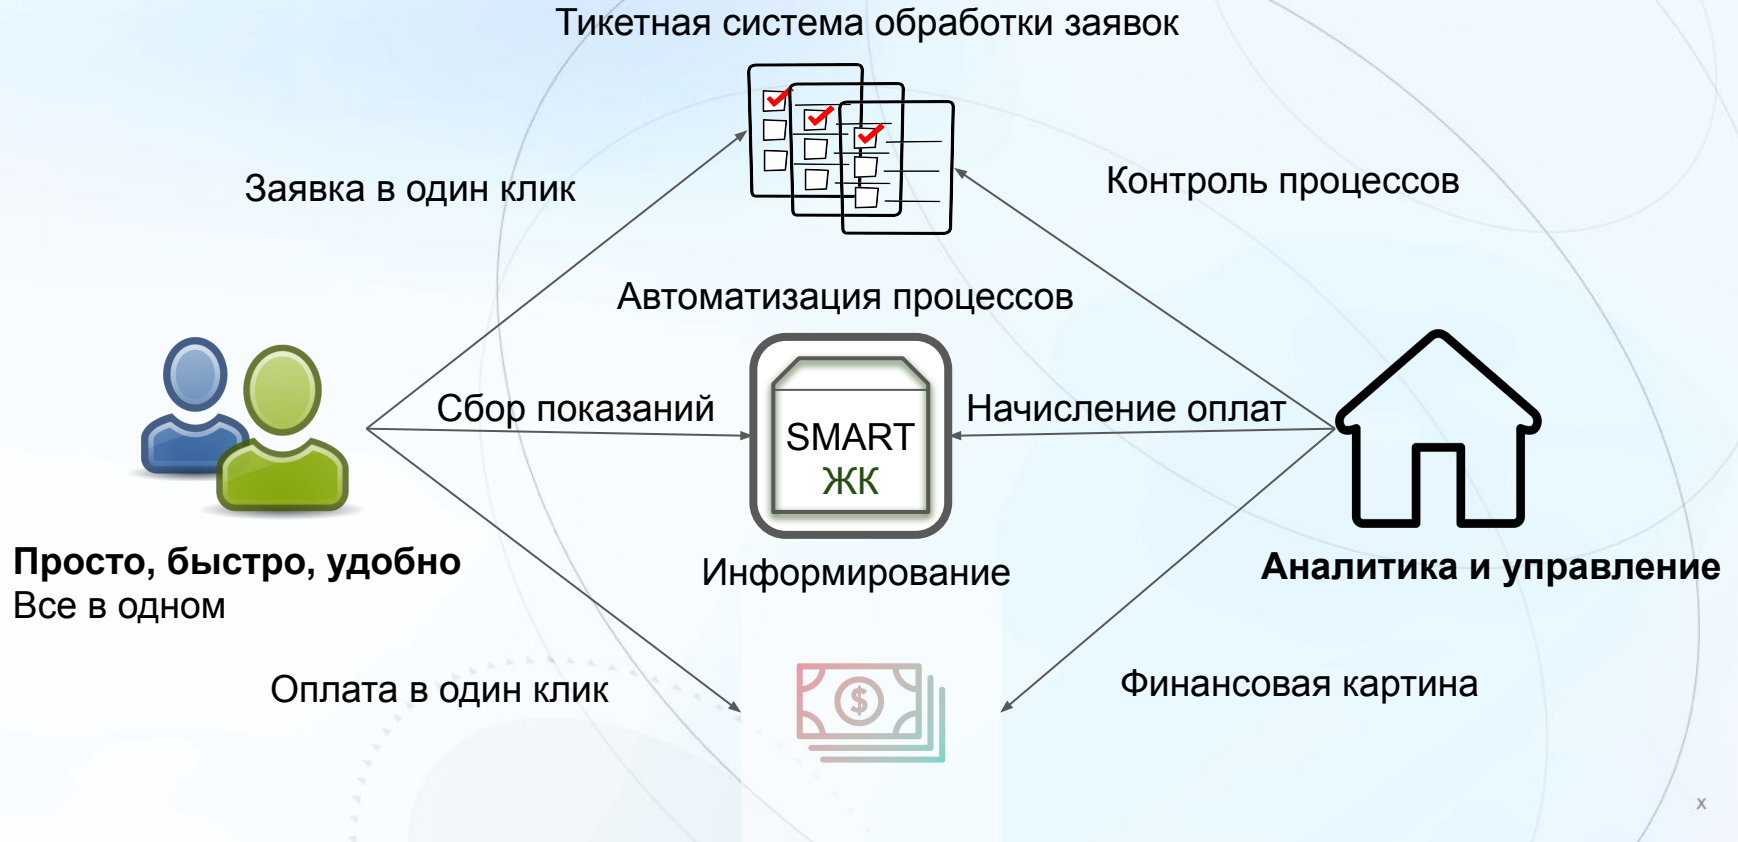 Тикетная система обработки заявок
Заявка в один клик
Контроль процессов
Автоматизация процессов
Сбор показаний
Начисление оплат
SMART
ЖК
Просто, быстро, удобно
Все в одном
Информирование
Аналитика и управление
Оплата в один клик
$
Финансовая картина
x